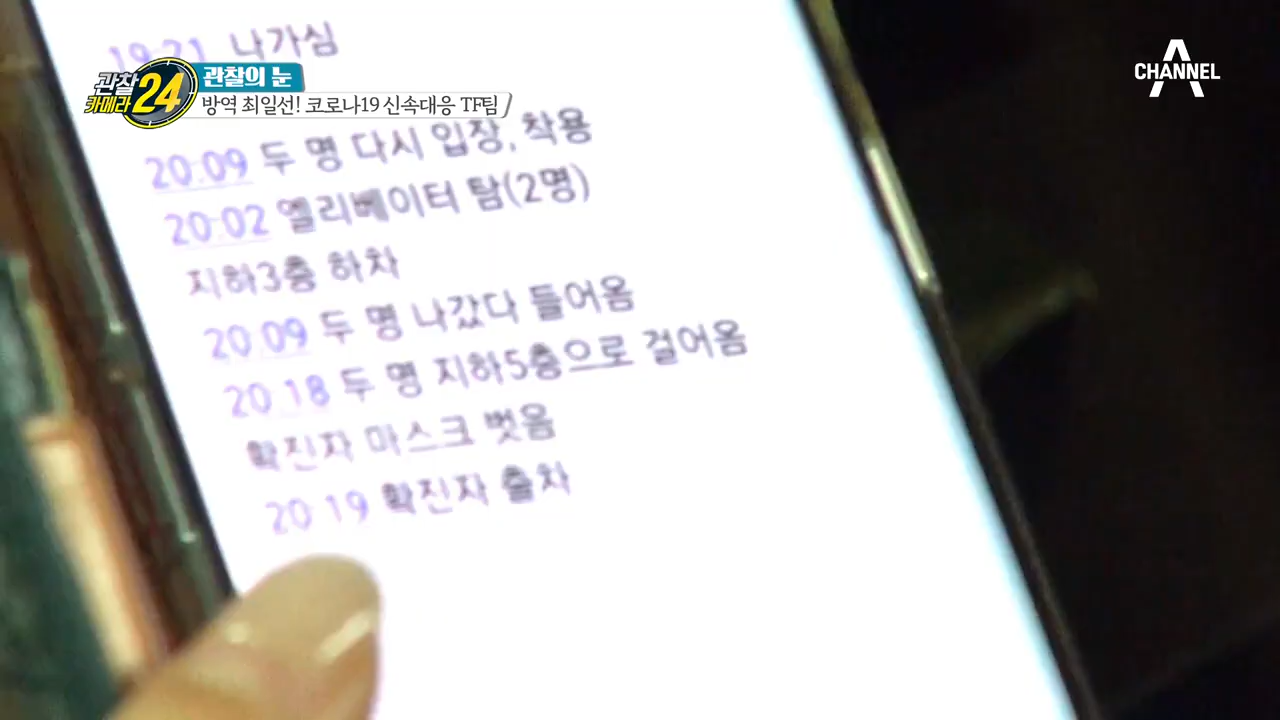 19:21 나가심
관찰
카메라 24
관찰의 눈
방역 최일선! 코로나19 신속대응 TF팀
CHANNEL A
20:09 두 명 다시 입장, 착용
20:02 엘리베이터 탐(2명)
지하3층 하차
20:09 두 명 나갔다 들어옴
20 18 두 명 지하5층으로 걸어옴
확진자 마스크 벗음
20 19 확진자 출차